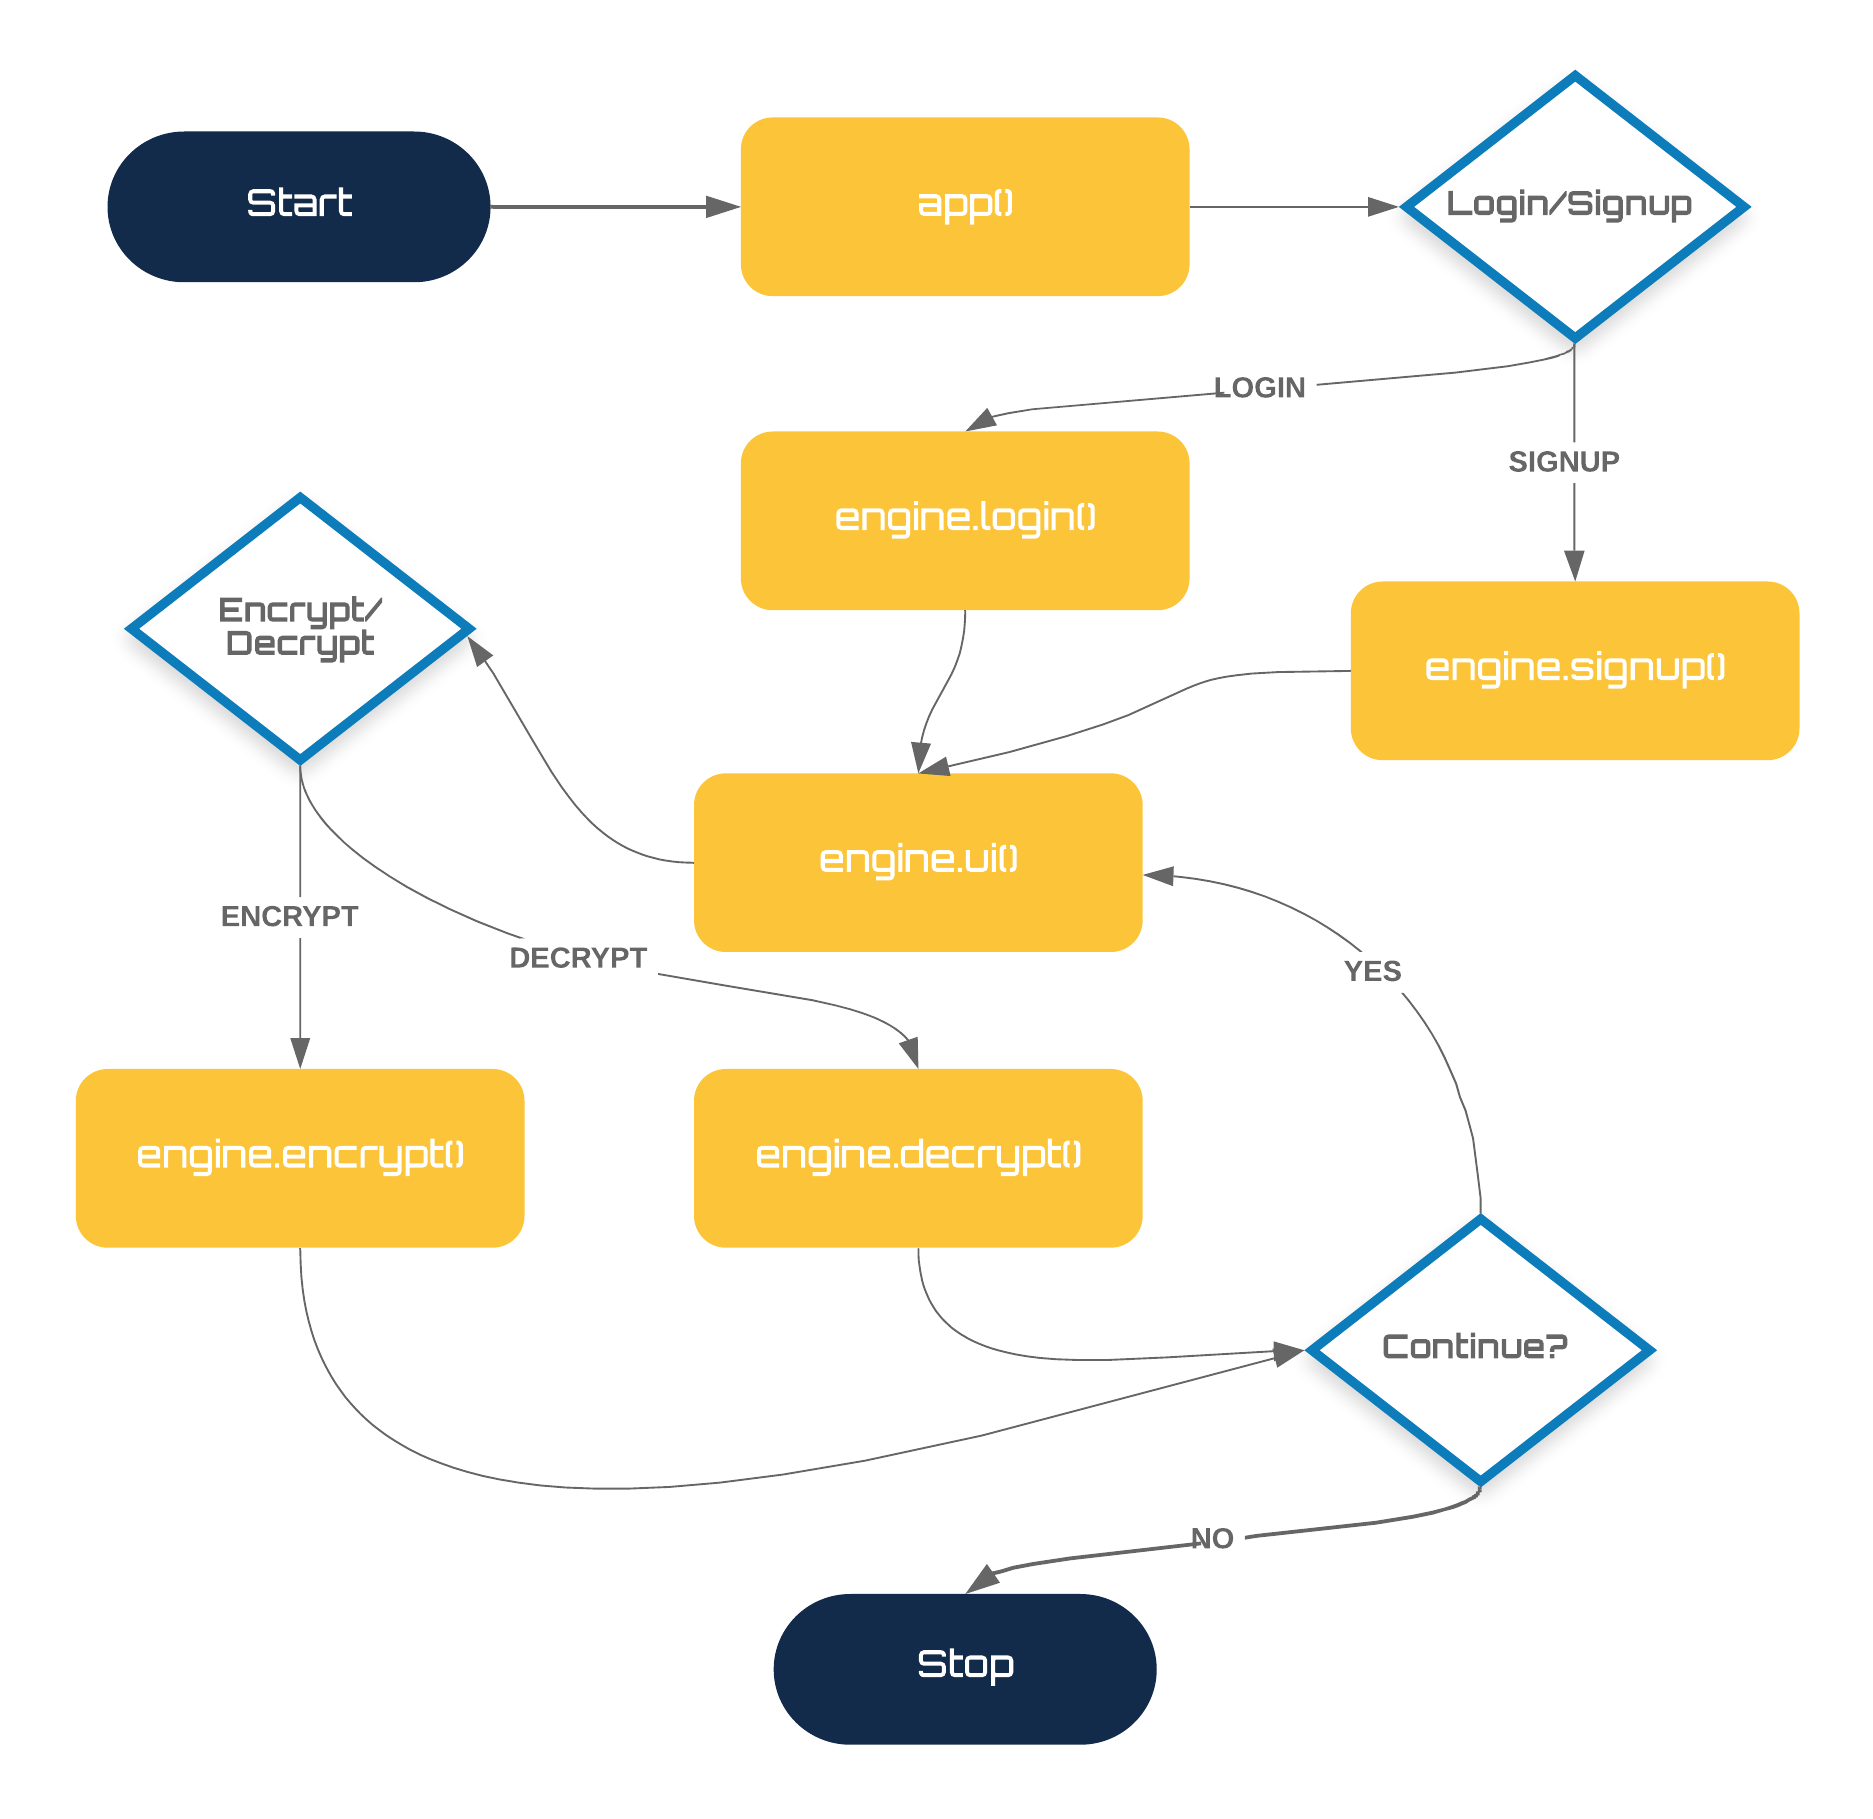 Start
app()
Login/Signup
LOGIN
SIGNUP
engine.login()
Encrypt/
Decrypt
engine.signup()
engine.ui()
ENCRYPT
DECRYPT
YES
engine.encrypt()
engine.decrypt()
Continue?
NO
Stop